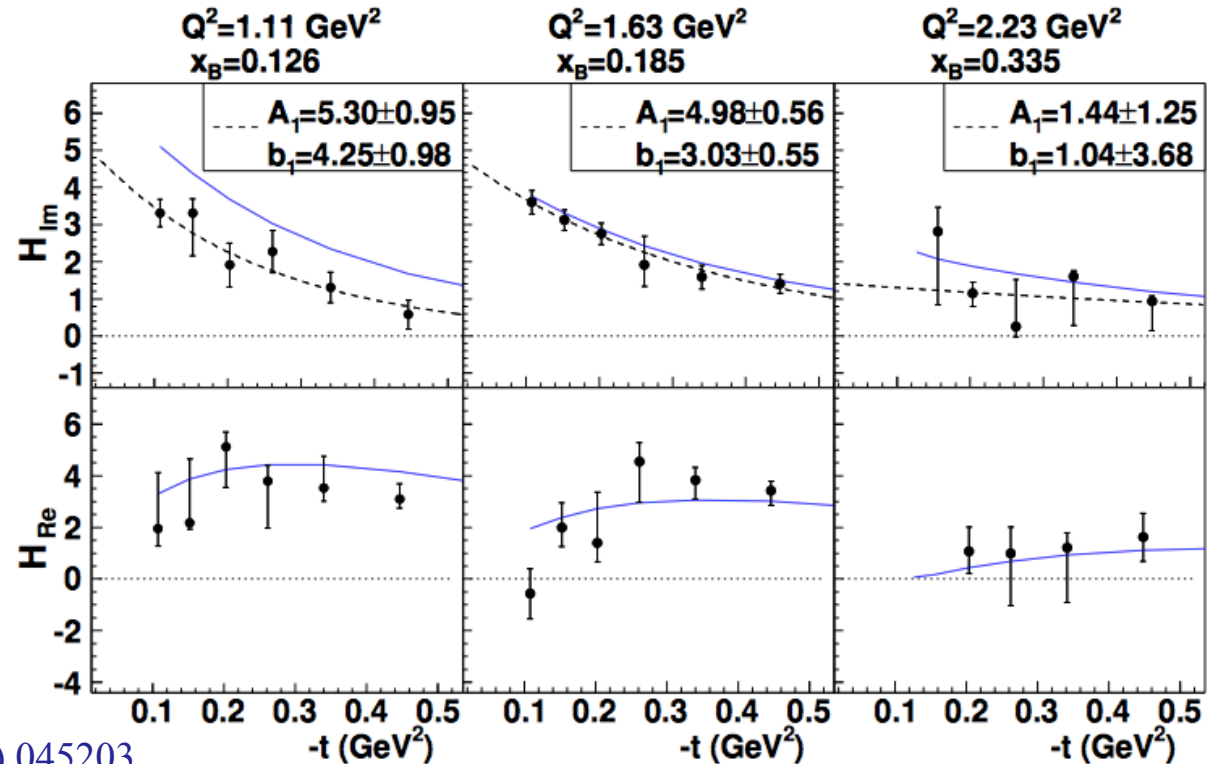 Q²=1.11 GeV² Q²=1.63 GeV² Q²=2.23 GeV²
x_B=0.126 x_B=0.185 x_B=0.335
A₁=5.30±0.95 A₁=4.98±0.56 A₁=1.44±1.25
b₁=4.25±0.98 b₁=3.03±0.55 b₁=1.04±3.68
H_Im
6
5
4
3
2
1
0
-1
H_Re
6
4
2
0
-2
-4
0.1 0.2 0.3 0.4 0.5 0.1 0.2 0.3 0.4 0.5 0.1 0.2 0.3 0.4 0.5
-t (GeV²) -t (GeV²) -t (GeV²)
) 045203